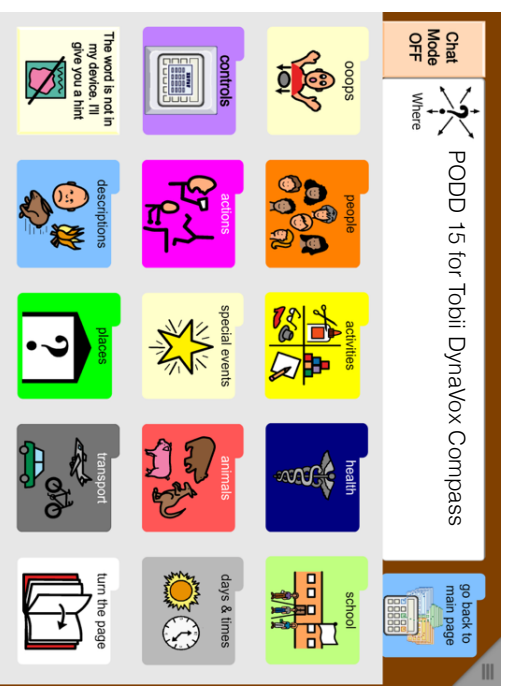 Chat
Mode
OFF
Where
PODD 15 for Tobii DynaVox Compass
go back to
main page
ooops
people
activities
health
school
controls
actions
special events
animals
days & times
The word is not in
my device. I'll
give you a hint
descriptions
places
transport
turn the page